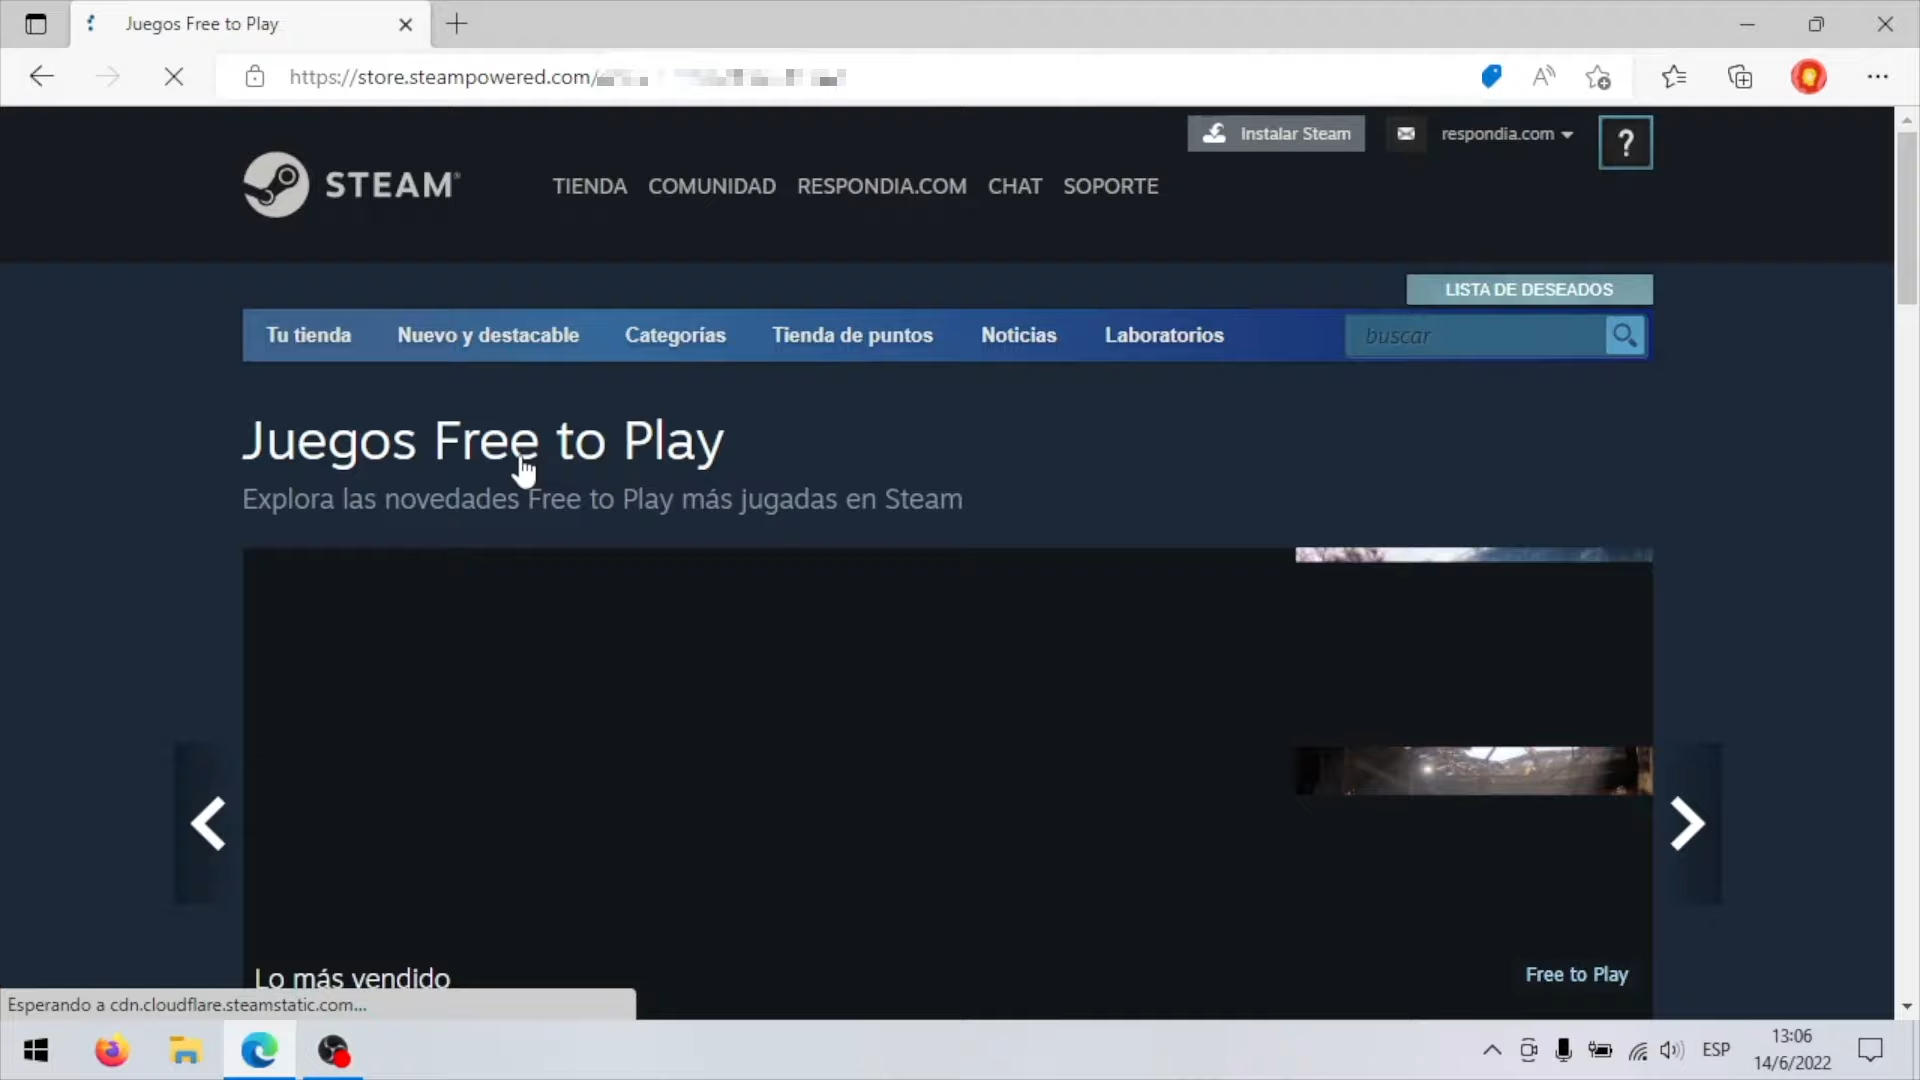 Juegos Free to Play
https://store.steampowered.com/
Instalar Steam
respondia.com
?
STEAM
TIENDA COMUNIDAD RESPONDIA.COM CHAT SOPORTE
LISTA DE DESEADOS
Tu tienda Nuevo y destacable Categorías Tienda de puntos Noticias Laboratorios buscar
Juegos Free to Play
Explora las novedades Free to Play más jugadas en Steam
Lo más vendido
Free to Play
Esperando a cdn.cloudflare.steamstatic.com...
ESP
13:06
14/6/2022